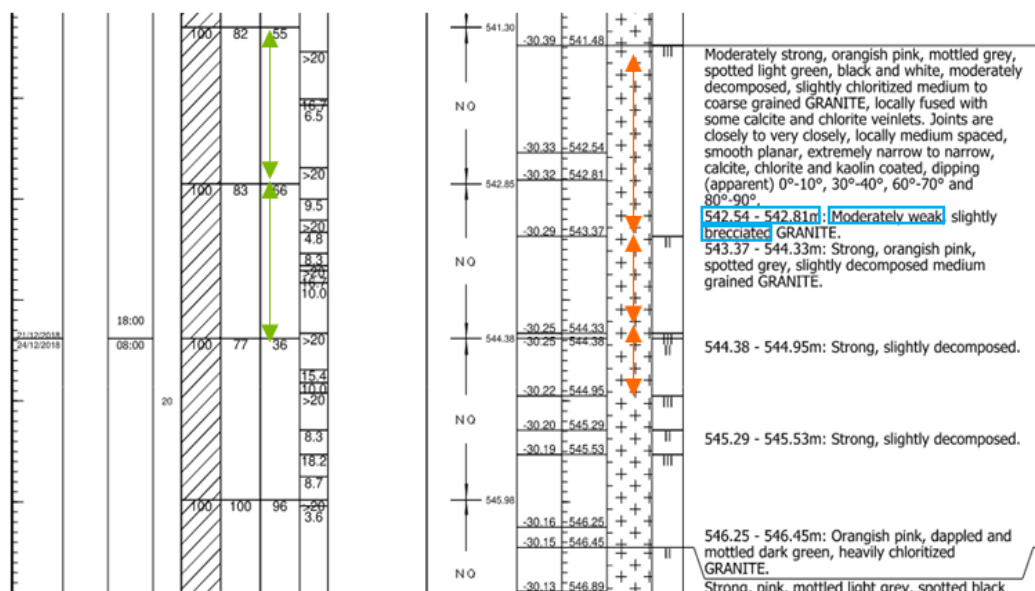 541.30
100 82 55
-30.39 541.48 III
>20
16.7
6.5
NQ
-30.33 542.54
>20
-30.32 542.81
100 83 66
542.85
9.5
>20
4.8
-30.29 543.37 II
8.3
>20
16.7
10.0
NQ
18:00
21/12/2018
24/12/2018 08:00
-30.25 544.33 III
100 77 36 >20
544.38
-30.25 544.38 II
15.4
10.0
-30.22 544.95 III
>20
20
NQ
8.3
-30.20 545.29 II
18.2
-30.19 545.53 III
8.7
100 100 96 >20
545.98
3.6
-30.16 546.25
-30.15 546.45 II
NQ
-30.13 546.89
Moderately strong, orangish pink, mottled grey,
spotted light green, black and white, moderately
decomposed, slightly chloritized medium to
coarse grained GRANITE, locally fused with
some calcite and chlorite veinlets. Joints are
closely to very closely, locally medium spaced,
smooth planar, extremely narrow to narrow,
calcite, chlorite and kaolin coated, dipping
(apparent) 0°-10°, 30°-40°, 60°-70° and
80°-90°.
542.54 - 542.81m: Moderately weak, slightly
brecciated GRANITE.
543.37 - 544.33m: Strong, orangish pink,
spotted grey, slightly decomposed medium
grained GRANITE.
544.38 - 544.95m: Strong, slightly decomposed.
545.29 - 545.53m: Strong, slightly decomposed.
546.25 - 546.45m: Orangish pink, dappled and
mottled dark green, heavily chloritized
GRANITE.
Strong, pink, mottled light grey, spotted black